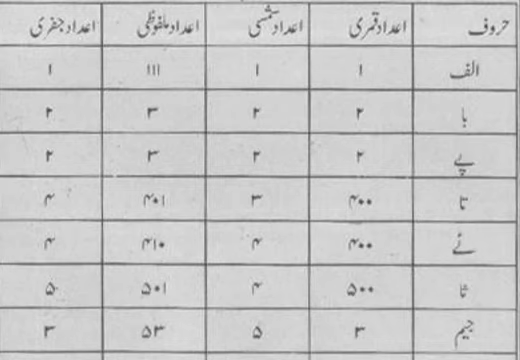 حروف اعداد قمری اعداد شمسی اعداد ملفوظی اعداد جفری
الف ۱ ۱ ۱۱۱ ۱
با ۲ ۲ ۳ ۲
پے ۲ ۲ ۳ ۲
تا ۴۰۰ ۳ ۴۰۱ ۴
ٹے ۴۰۰ ۴ ۴۱۰ ۴
ثا ۵۰۰ ۴ ۵۰۱ ۵
جیم ۳ ۵ ۵۳ ۳